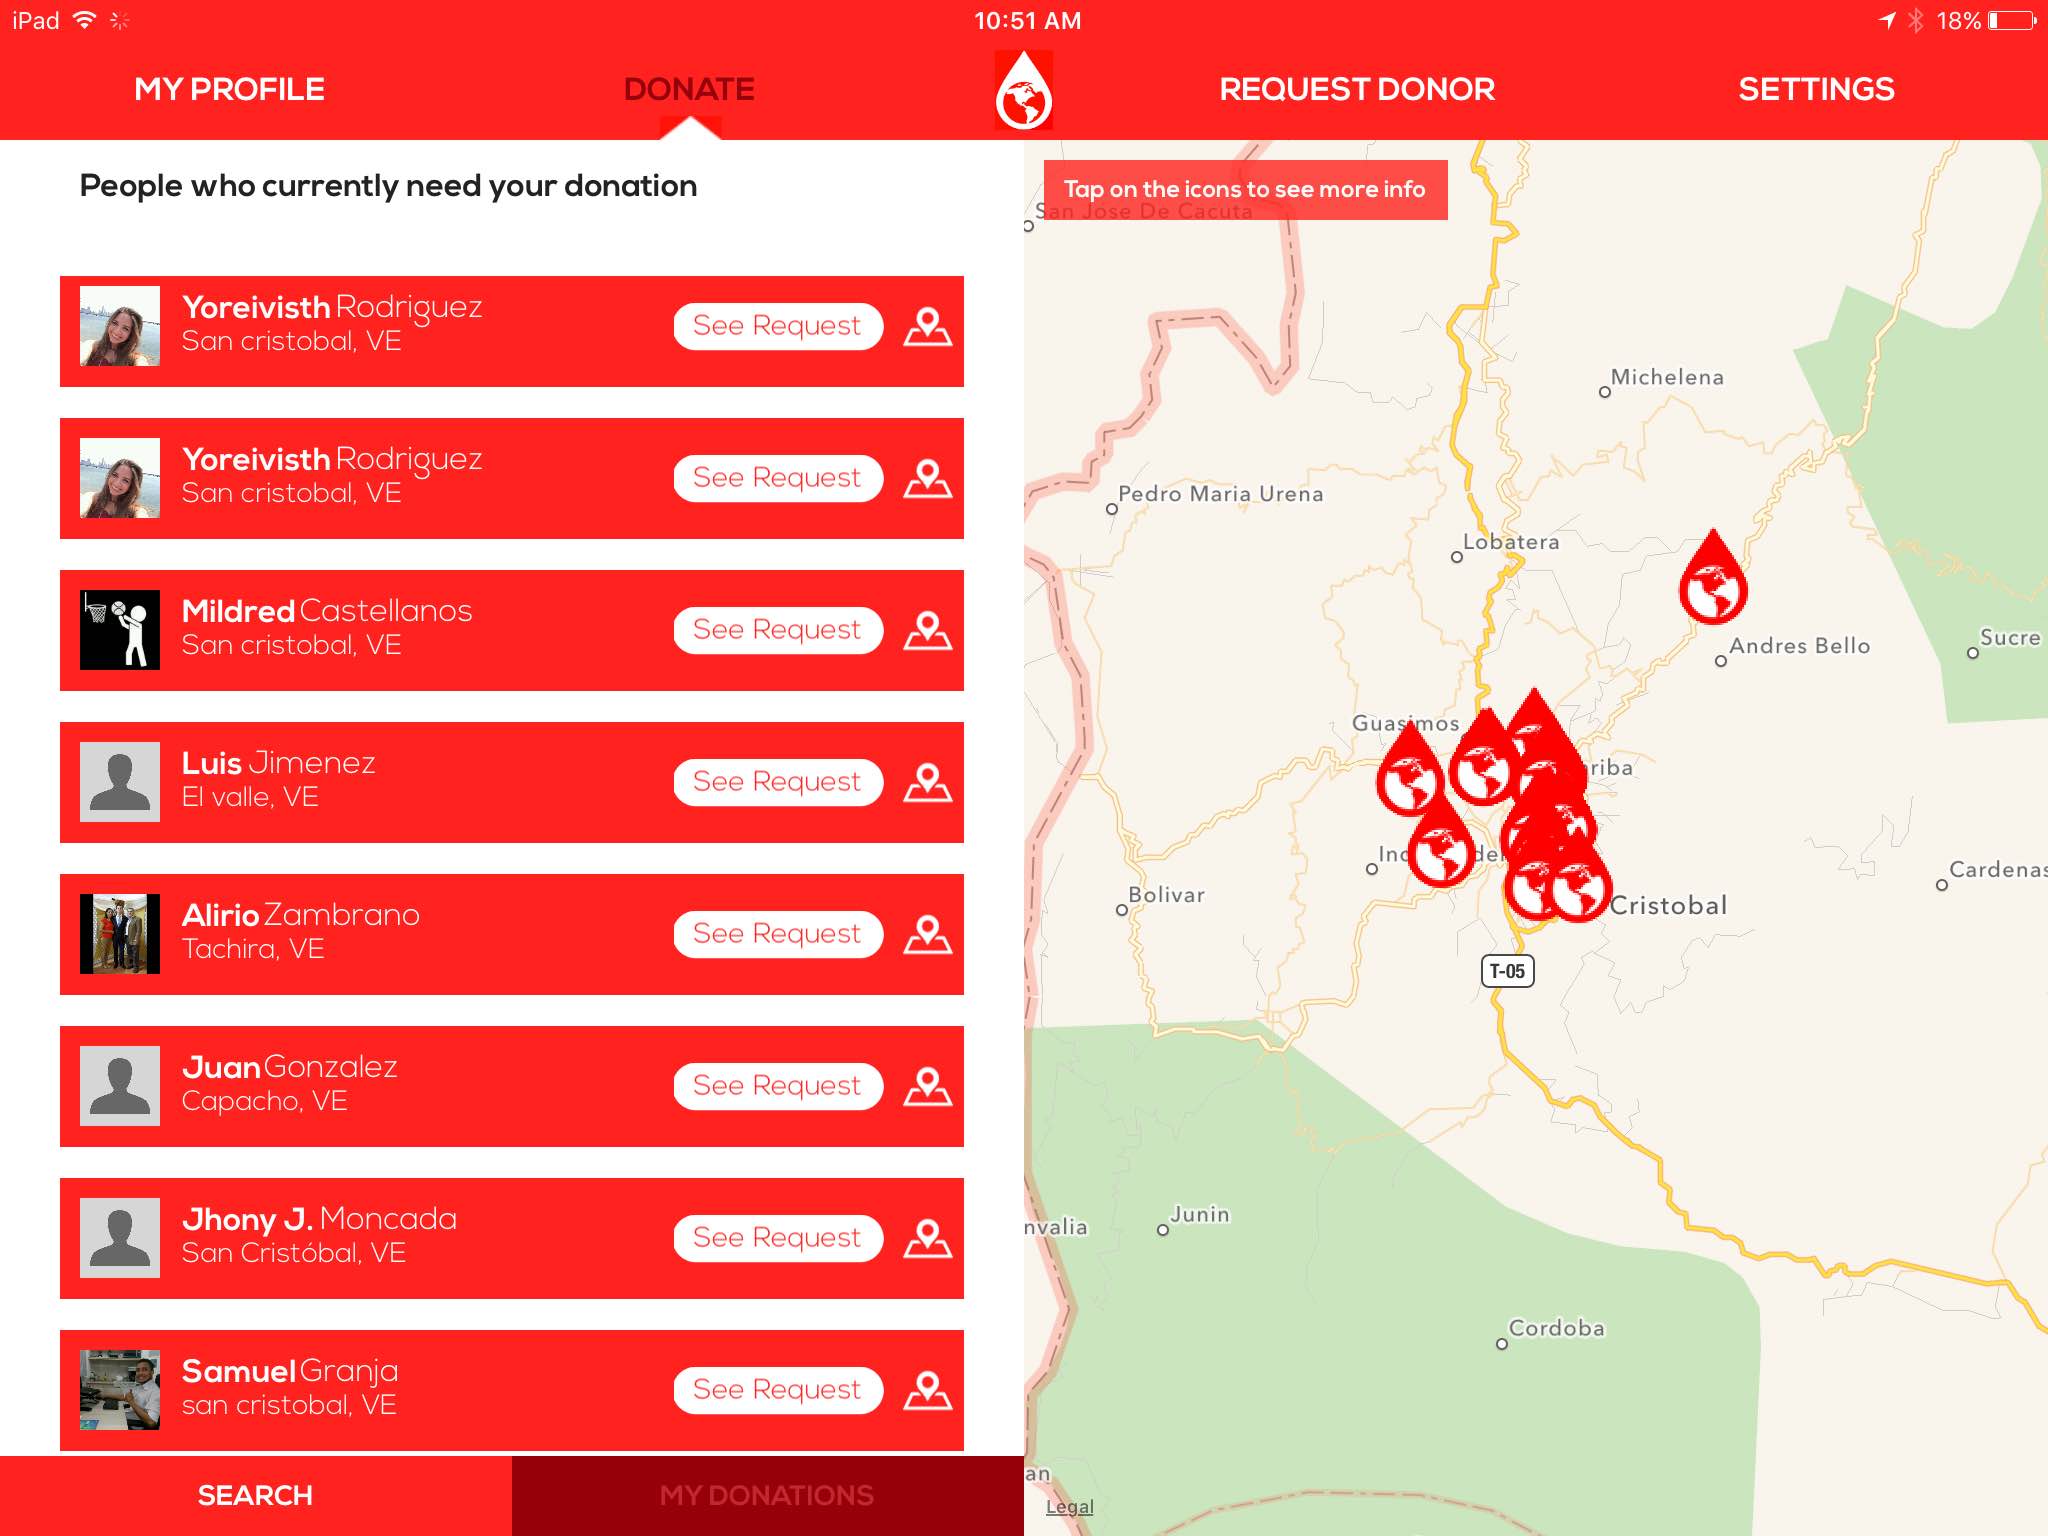 iPad
10:51 AM
18%
MY PROFILE
DONATE
REQUEST DONOR
SETTINGS
People who currently need your donation
Yoreivisth Rodriguez
San cristobal, VE
See Request
Yoreivisth Rodriguez
San cristobal, VE
See Request
Mildred Castellanos
San cristobal, VE
See Request
Luis Jimenez
El valle, VE
See Request
Alirio Zambrano
Tachira, VE
See Request
Juan Gonzalez
Capacho, VE
See Request
Jhony J. Moncada
San Cristóbal, VE
See Request
Samuel Granja
san cristobal, VE
See Request
SEARCH
MY DONATIONS
Tap on the icons to see more info
San Jose De Cacuta
Michelena
Pedro Maria Urena
Lobatera
Andres Bello
Sucre
Guasimos
Bolivar
Cardenas
Cristobal
T-05
Junin
nvalia
Cordoba
an
Legal